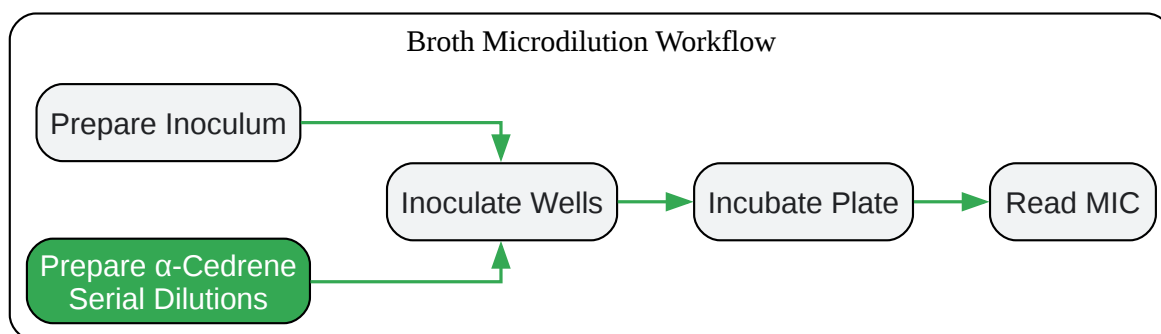 Broth Microdilution Workflow
Prepare Inoculum
Inoculate Wells
Incubate Plate
Read MIC
Prepare α-Cedrene
Serial Dilutions